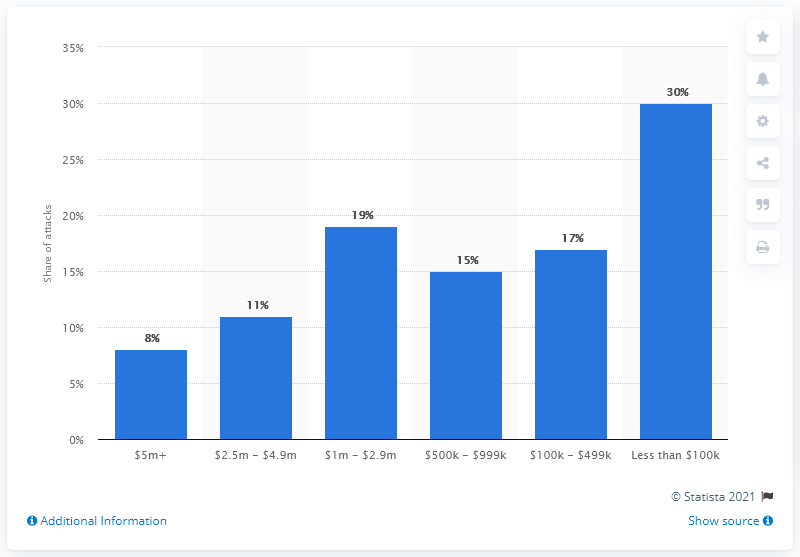 35%
30%
25%
20%
15%
10%
5%
0%
Share of attacks
8%
11%
19%
15%
17%
30%
$5m+
$2.5m – $4.9m
$1m – $2.9m
$500k – $999k
$100k – $499k
Less than $100k
© Statista 2021
Additional Information
Show source